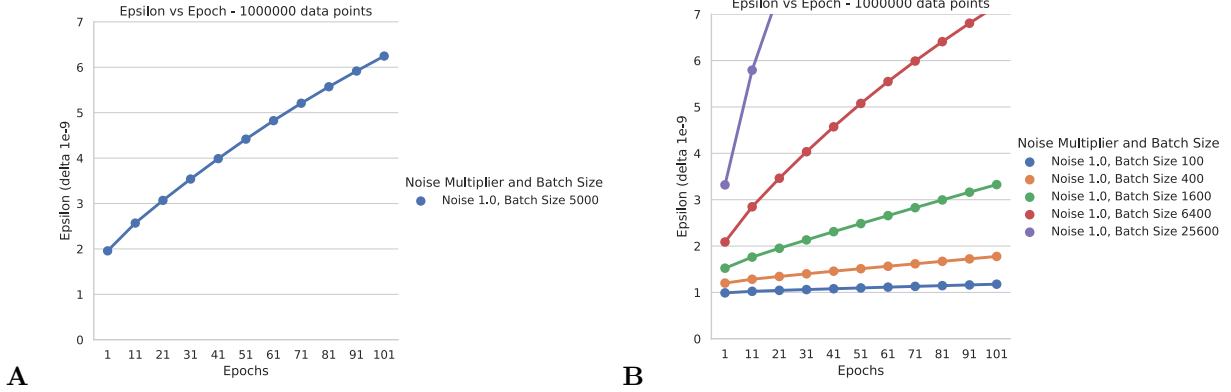 Epsilon vs Epoch - 1000000 data points
7
6
5
4
3
2
1
0
Epsilon (delta 1e-9
1 11 21 31 41 51 61 71 81 91 101
Epochs
Noise Multiplier and Batch Size
Noise 1.0, Batch Size 5000
A
Epsilon vs Epoch - 1000000 data points
7
6
5
4
3
2
1
0
Epsilon (delta 1e-9
1 11 21 31 41 51 61 71 81 91 101
Epochs
Noise Multiplier and Batch Size
Noise 1.0, Batch Size 100
Noise 1.0, Batch Size 400
Noise 1.0, Batch Size 1600
Noise 1.0, Batch Size 6400
Noise 1.0, Batch Size 25600
B